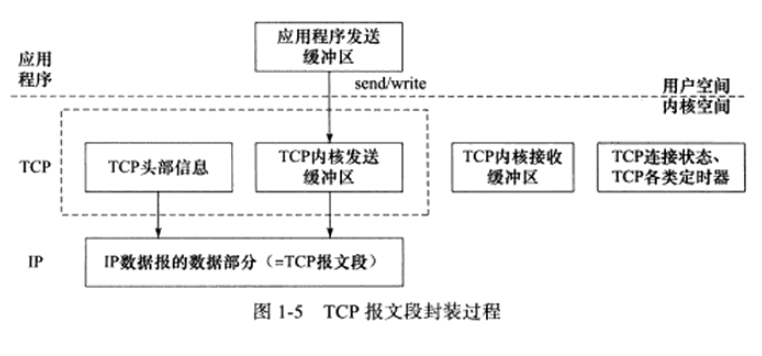 应用程序发送
缓冲区
应用
程序
send/write
用户空间
内核空间
TCP
TCP头部信息
TCP内核发送
缓冲区
TCP内核接收
缓冲区
TCP连接状态、
TCP各类定时器
IP
IP数据报的数据部分（=TCP报文段）
图 1-5 TCP 报文段封装过程